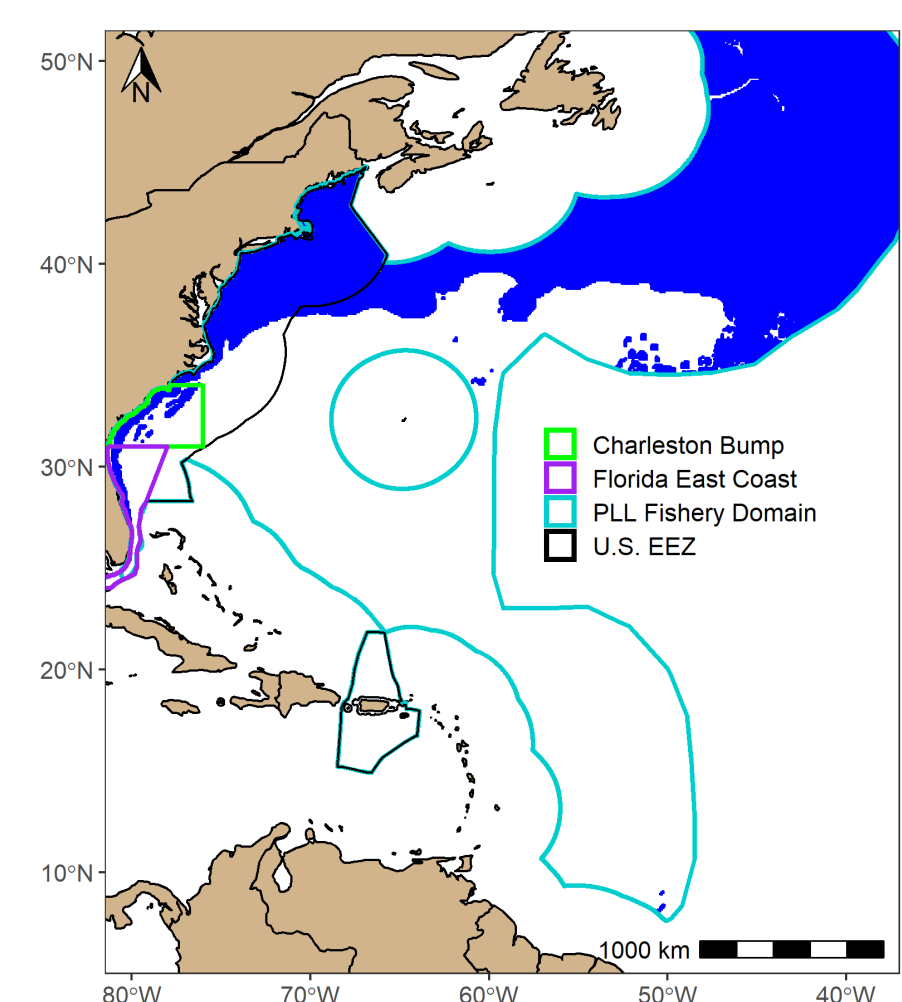 50°N
N
40°N
30°N
20°N
10°N
Charleston Bump
Florida East Coast
PLL Fishery Domain
U.S. EEZ
1000 km
80°W 70°W 60°W 50°W 40°W